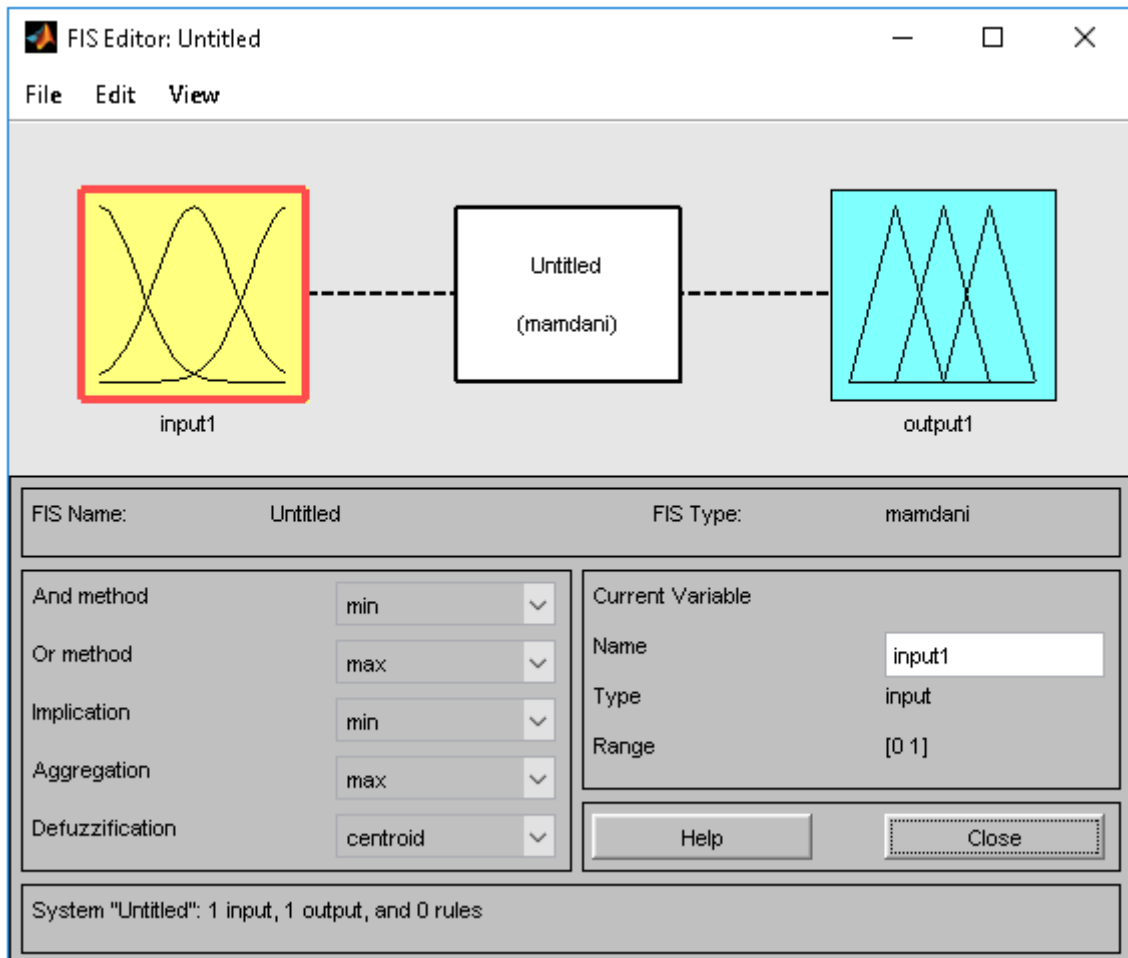 FIS Editor: Untitled
File Edit View
Untitled
(mamdani)
input1
output1
FIS Name: Untitled FIS Type: mamdani
And method min
Or method max
Implication min
Aggregation max
Defuzzification centroid
Current Variable
Name input1
Type input
Range [0 1]
Help Close
System "Untitled": 1 input, 1 output, and 0 rules